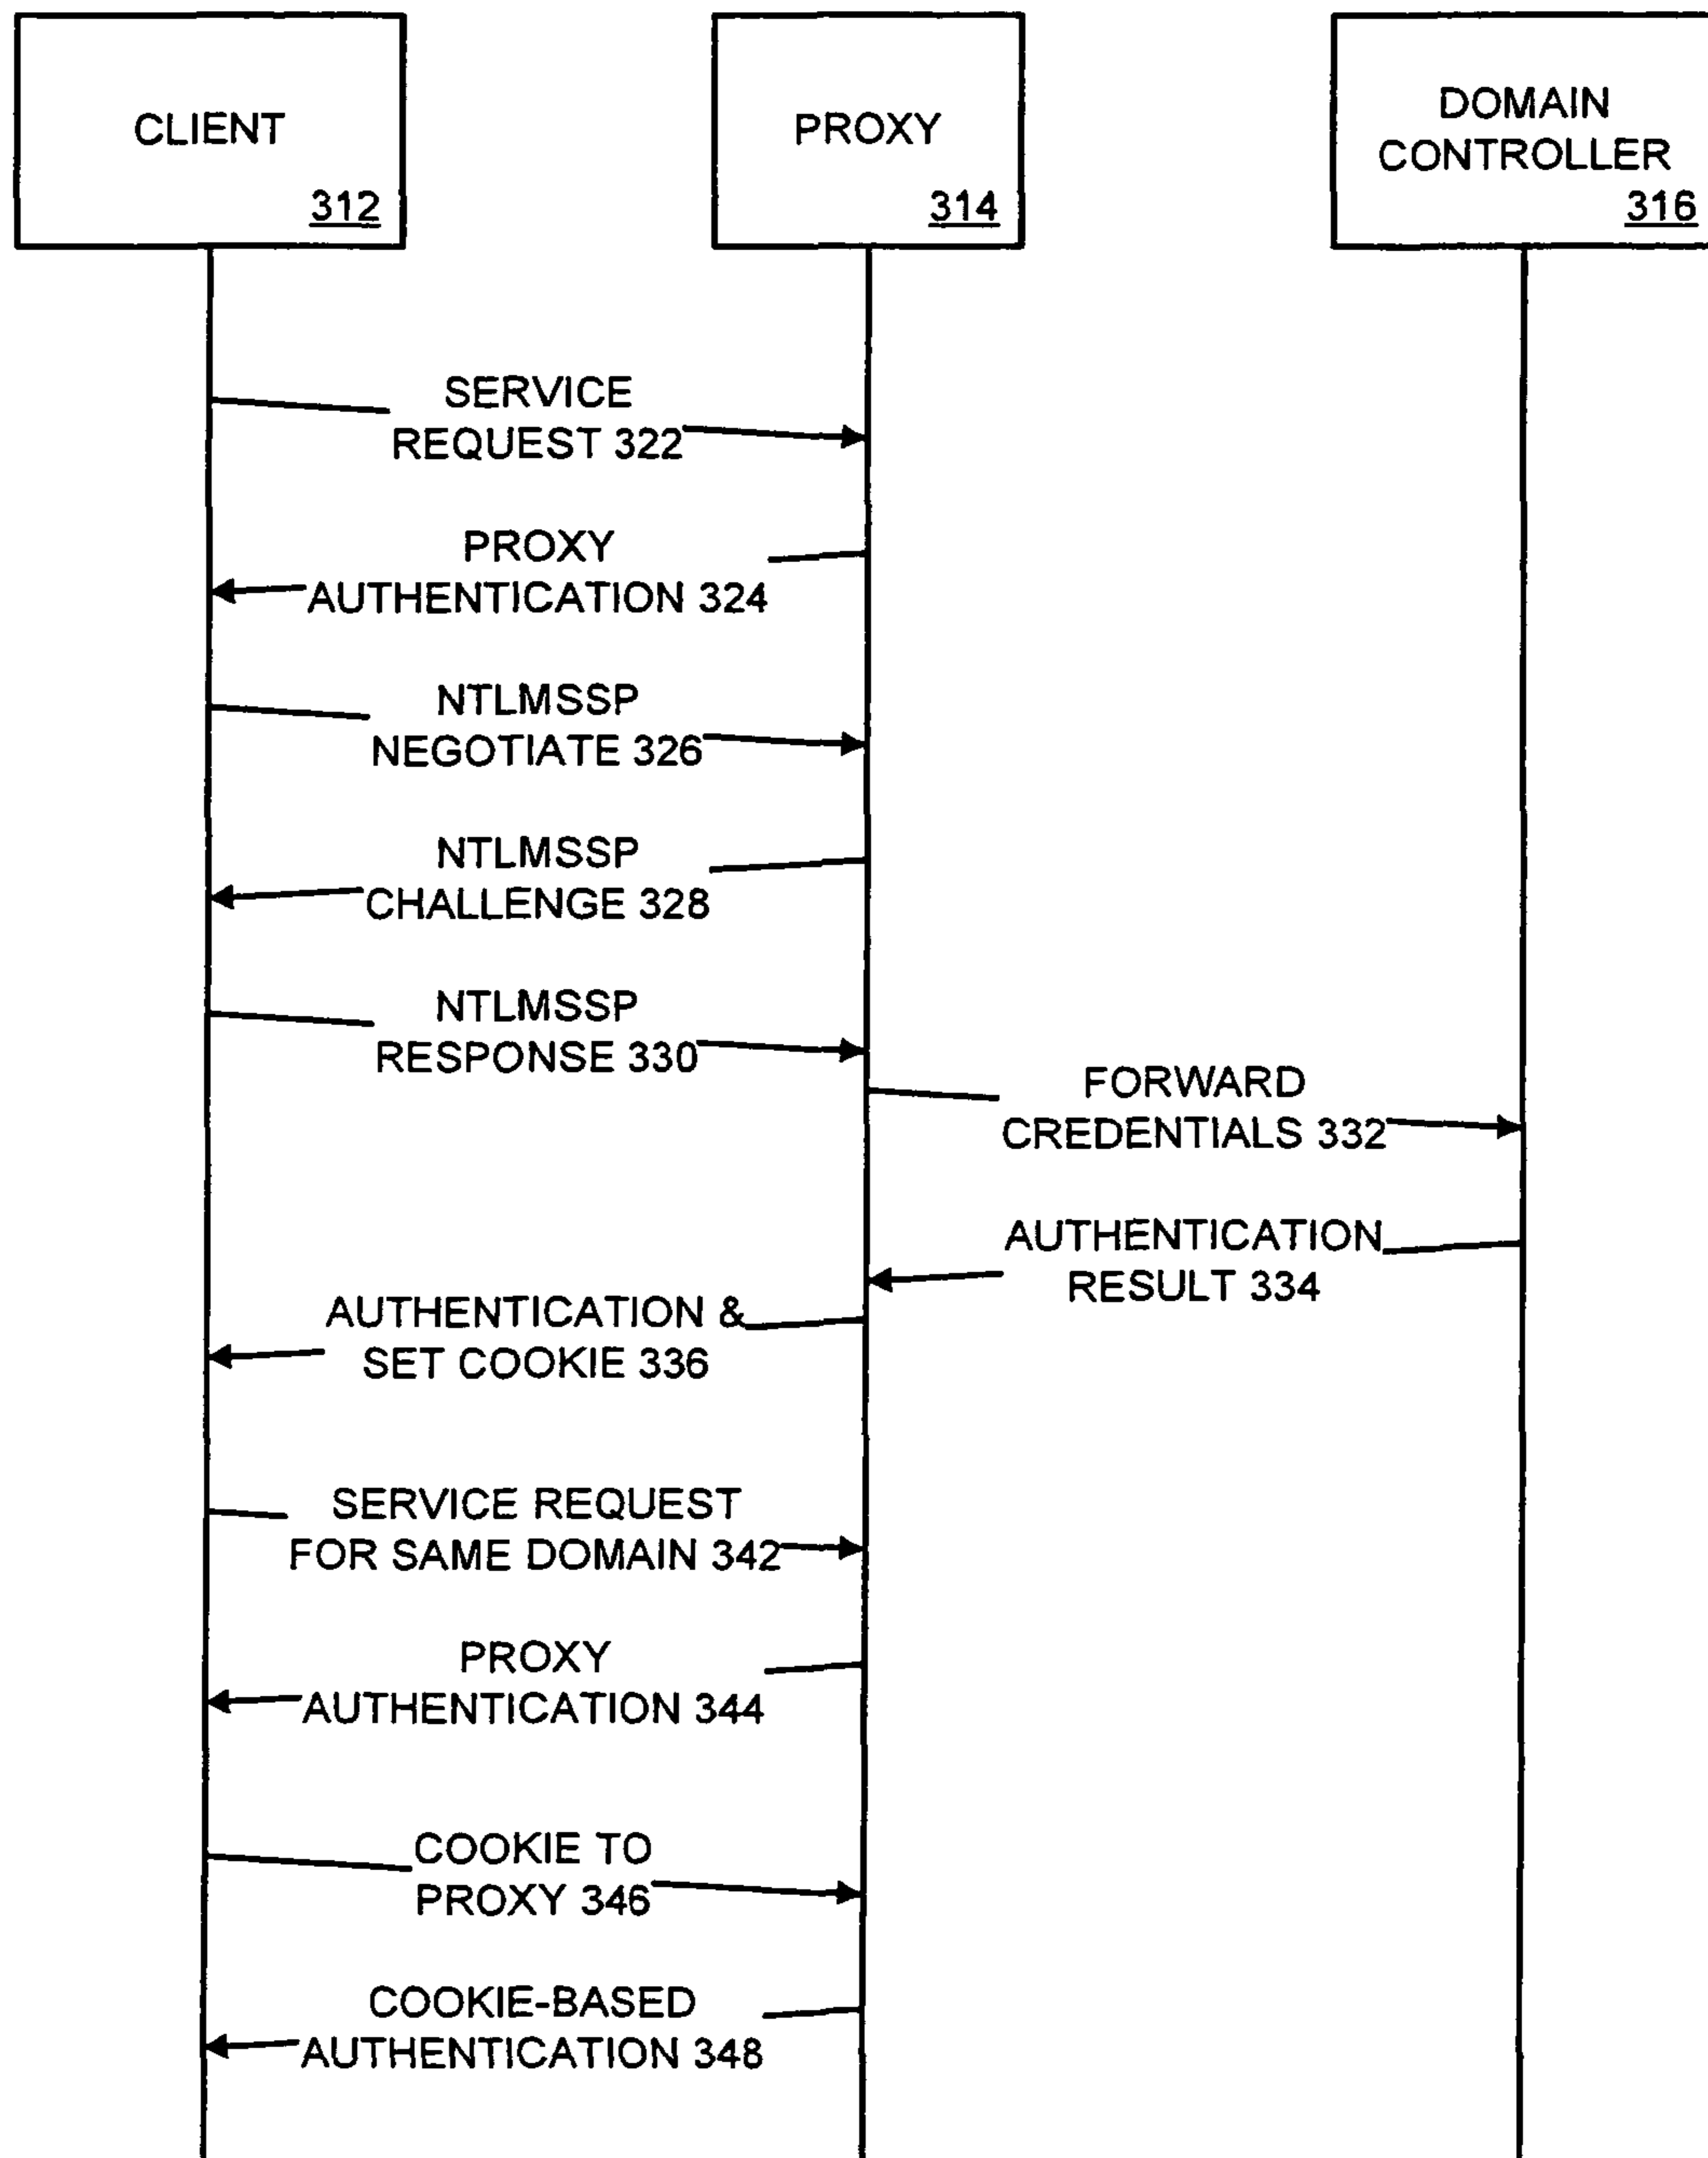 CLIENT
312
PROXY
314
DOMAIN
CONTROLLER
316
SERVICE
REQUEST 322
PROXY
AUTHENTICATION 324
NTLMSSP
NEGOTIATE 326
NTLMSSP
CHALLENGE 328
NTLMSSP
RESPONSE 330
FORWARD
CREDENTIALS 332
AUTHENTICATION
RESULT 334
AUTHENTICATION &
SET COOKIE 336
SERVICE REQUEST
FOR SAME DOMAIN 342
PROXY
AUTHENTICATION 344
COOKIE TO
PROXY 346
COOKIE-BASED
AUTHENTICATION 348